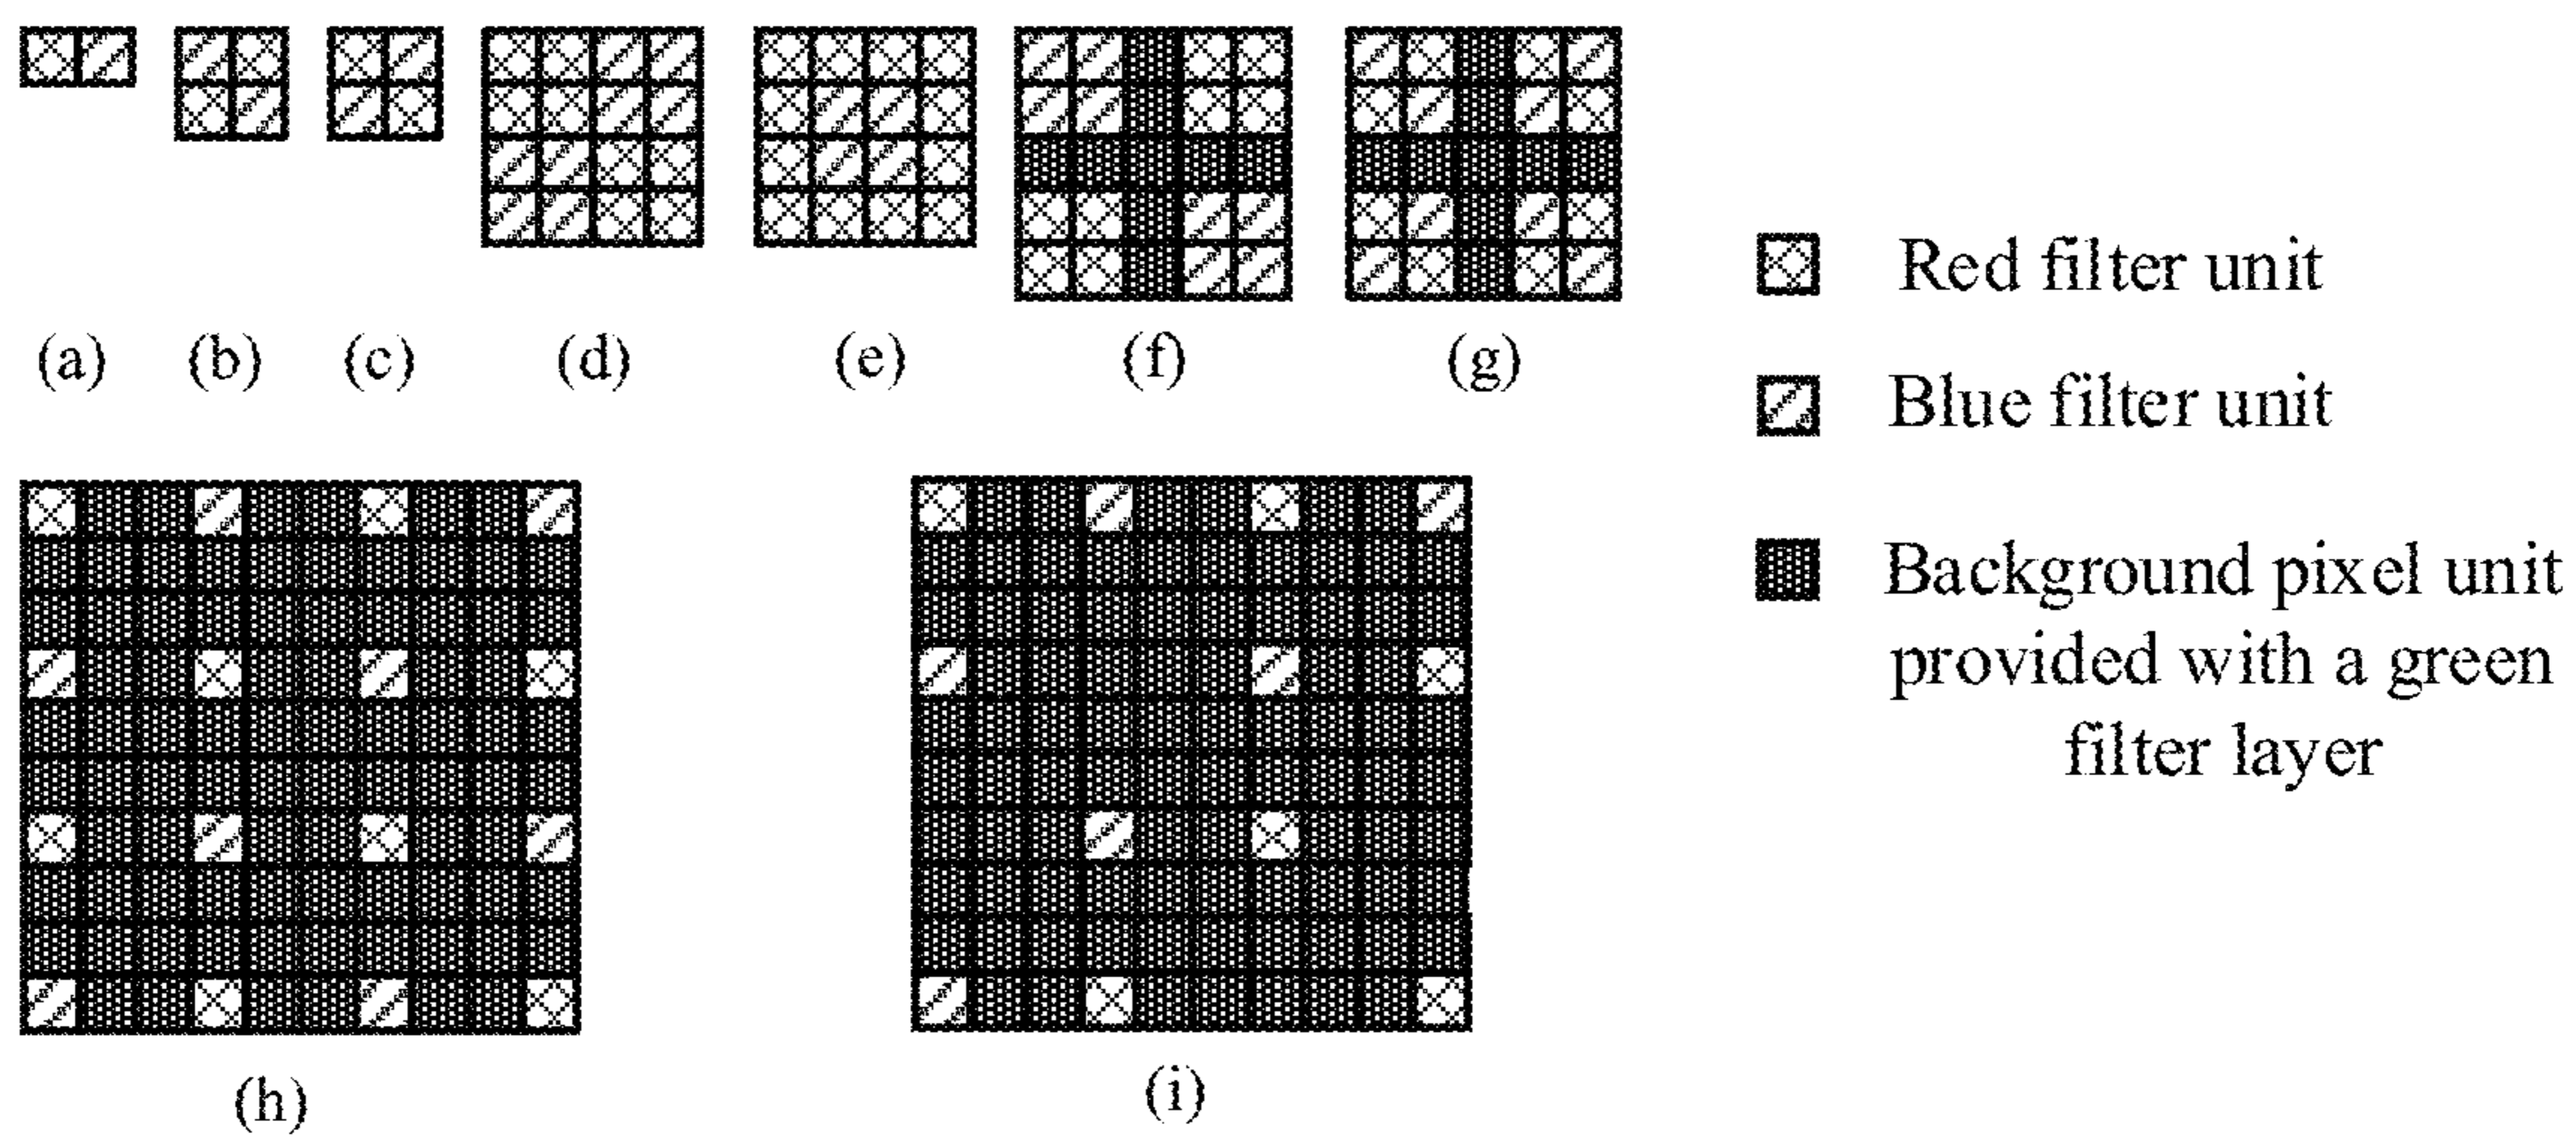 (a) (b) (c) (d) (e) (f) (g)
Red filter unit
Blue filter unit
Background pixel unit
provided with a green
filter layer
(h) (i)